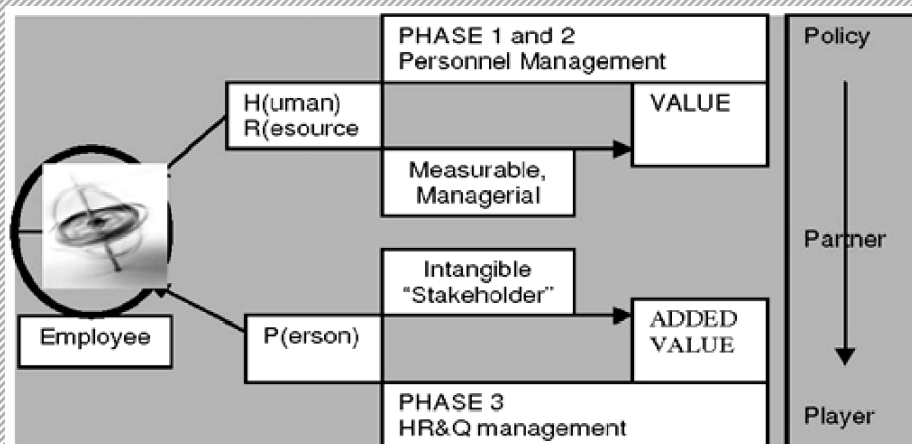 PHASE 1 and 2
Personnel Management
Policy
H(uman)
R(esource
VALUE
Measurable,
Managerial
Partner
Intangible
“Stakeholder”
Employee
P(erson)
ADDED
VALUE
PHASE 3
HR&Q management
Player